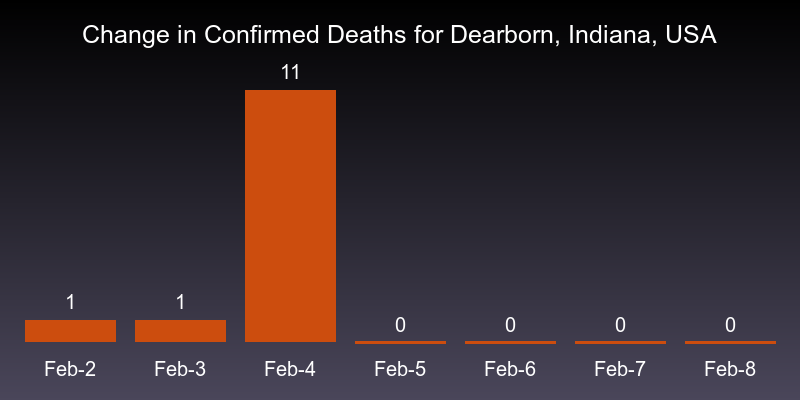 Change in Confirmed Deaths for Dearborn, Indiana, USA
11
1 1
0 0 0 0
Feb-2 Feb-3 Feb-4 Feb-5 Feb-6 Feb-7 Feb-8